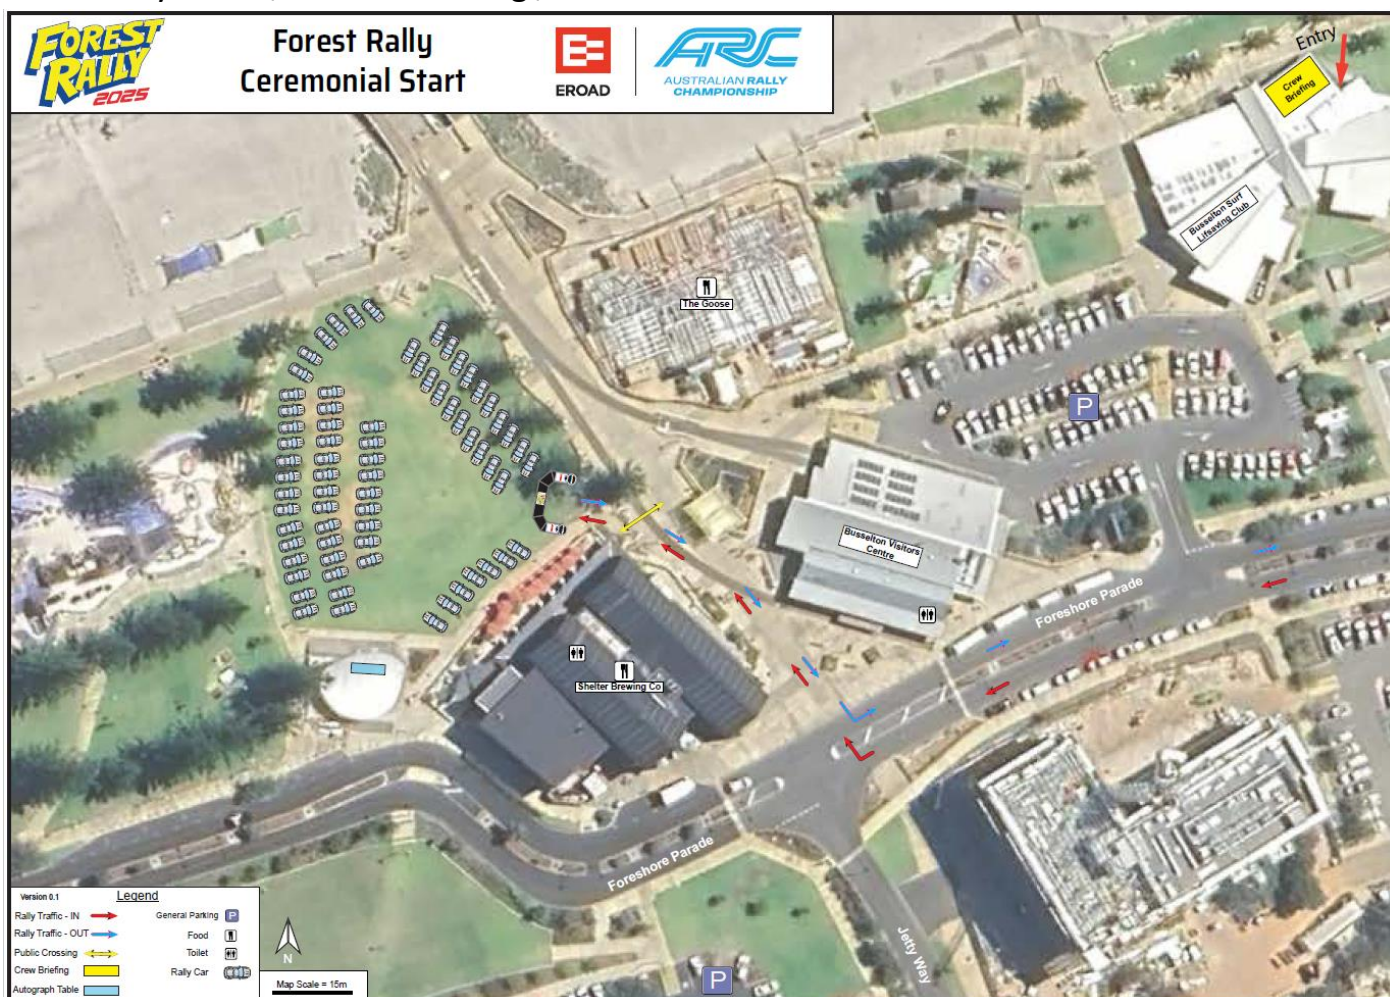 FOREST
RALLY
2025
Forest Rally
Ceremonial Start
EROAD
ARC
AUSTRALIAN RALLY
CHAMPIONSHIP
Entry
Crew
Briefing
Busselton Surf
Lifsaving Club
The Goose
P
Busselton Visitors
Centre
Foreshore Parade
Shelter Brewing Co
Foreshore Parade
Jetty Way
P
Version 0.1
Legend
Rally Traffic - IN
General Parking P
Rally Traffic - OUT
Food
Public Crossing
Toilet
Crew Briefing
Rally Car
Autograph Table
N
Map Scale = 15m